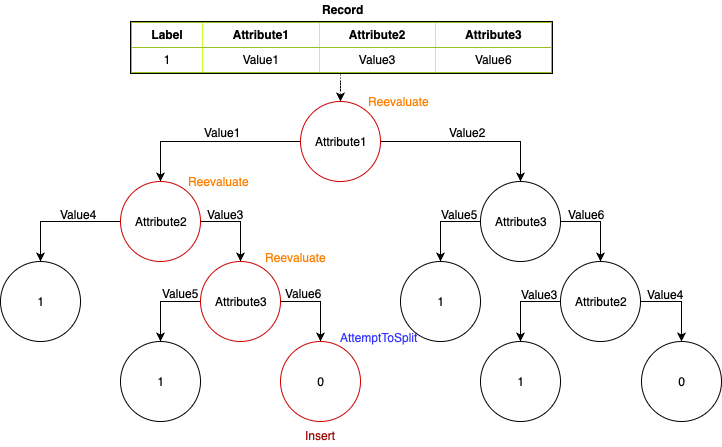 Record
Label Attribute1 Attribute2 Attribute3
1 Value1 Value3 Value6
Reevaluate
Value1 Attribute1 Value2
Reevaluate
Value4 Attribute2 Value3 Value5 Attribute3 Value6
Reevaluate
1 Value5 Attribute3 Value6 1 Value3 Attribute2 Value4
AttemptToSplit
1 0 1 0
Insert